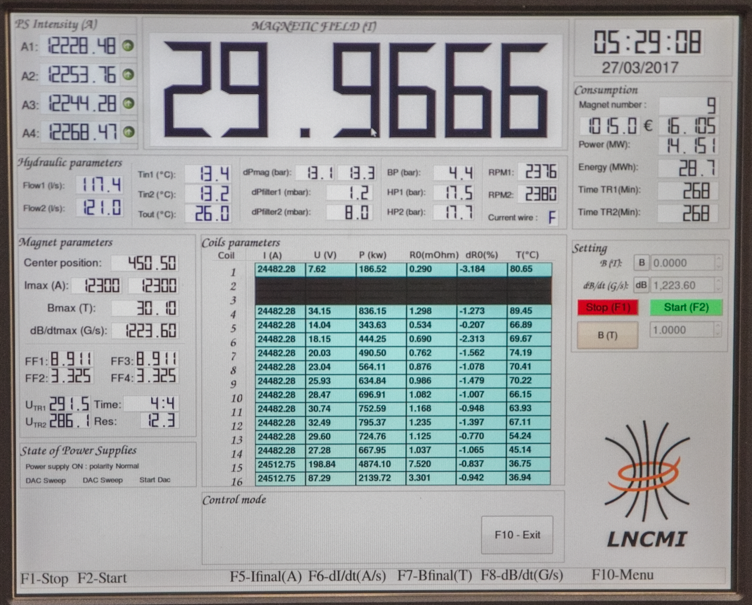 PS Intensity (A)
A1: 12228.48
A2: 12253.76
A3: 12244.28
A4: 12268.47
MAGNETIC FIELD (T)
29.9666
05:29:08
27/03/2017
Consumption
Magnet number : 9
1015.0 € 16.105
Power (MW): 14.151
Energy (MWh): 28.7
Time TR1(Min): 268
Time TR2(Min): 268
Hydraulic parameters
Flow1 (l/s): 117.4
Flow2 (l/s): 121.0
Tin1 (°C): 13.4
Tin2 (°C): 13.2
Tout (°C): 26.0
dPmag (bar): 13.1 13.3
dPfilter1 (mbar): 1.2
dPfilter2 (mbar): 8.0
BP (bar): 4.4
HP1 (bar): 17.5
HP2 (bar): 17.7
RPM1: 2376
RPM2: 2380
Current wire : F
Magnet parameters
Center position: 450.50
Imax (A): 12300 12300
Bmax (T): 30.10
dB/dtmax (G/s): 1223.60
FF1: 8.911 FF3: 8.911
FF2: 3.325 FF4: 3.325
UTR1 291.5 Time: 4:4
UTR2 286.1 Res: 12.3
State of Power Supplies
Power supply ON : polarity Normal
DAC Sweep DAC Sweep Start Dac
Coils parameters
Coil I (A) U (V) P (kw) R0(mOhm) dR0(%) T(°C)
1 24482.28 7.62 186.52 0.290 -3.184 80.65
2
3
4 24482.28 34.15 836.15 1.298 -1.273 89.45
5 24482.28 14.04 343.63 0.534 -0.207 66.89
6 24482.28 18.15 444.25 0.690 -2.313 69.67
7 24482.28 20.03 490.50 0.762 -1.562 74.19
8 24482.28 23.04 564.11 0.876 -1.078 70.41
9 24482.28 25.93 634.84 0.986 -1.479 70.22
10 24482.28 28.47 696.91 1.082 -1.007 66.15
11 24482.28 30.74 752.59 1.168 -0.948 63.93
12 24482.28 32.49 795.37 1.235 -1.397 67.11
13 24482.28 29.60 724.76 1.125 -0.770 54.24
14 24482.28 27.28 667.95 1.037 -1.065 45.14
15 24512.75 198.84 4874.10 7.520 -0.837 36.75
16 24512.75 87.29 2139.72 3.301 -0.942 36.94
Setting
B (T): B 0.0000
dB/dt (G/s): dB 1,223.60
Stop (F1) Start (F2)
B (T) 1.0000
LNCMI
Control mode
F10 - Exit
F1-Stop F2-Start F5-Ifinal(A) F6-dI/dt(A/s) F7-Bfinal(T) F8-dB/dt(G/s) F10-Menu